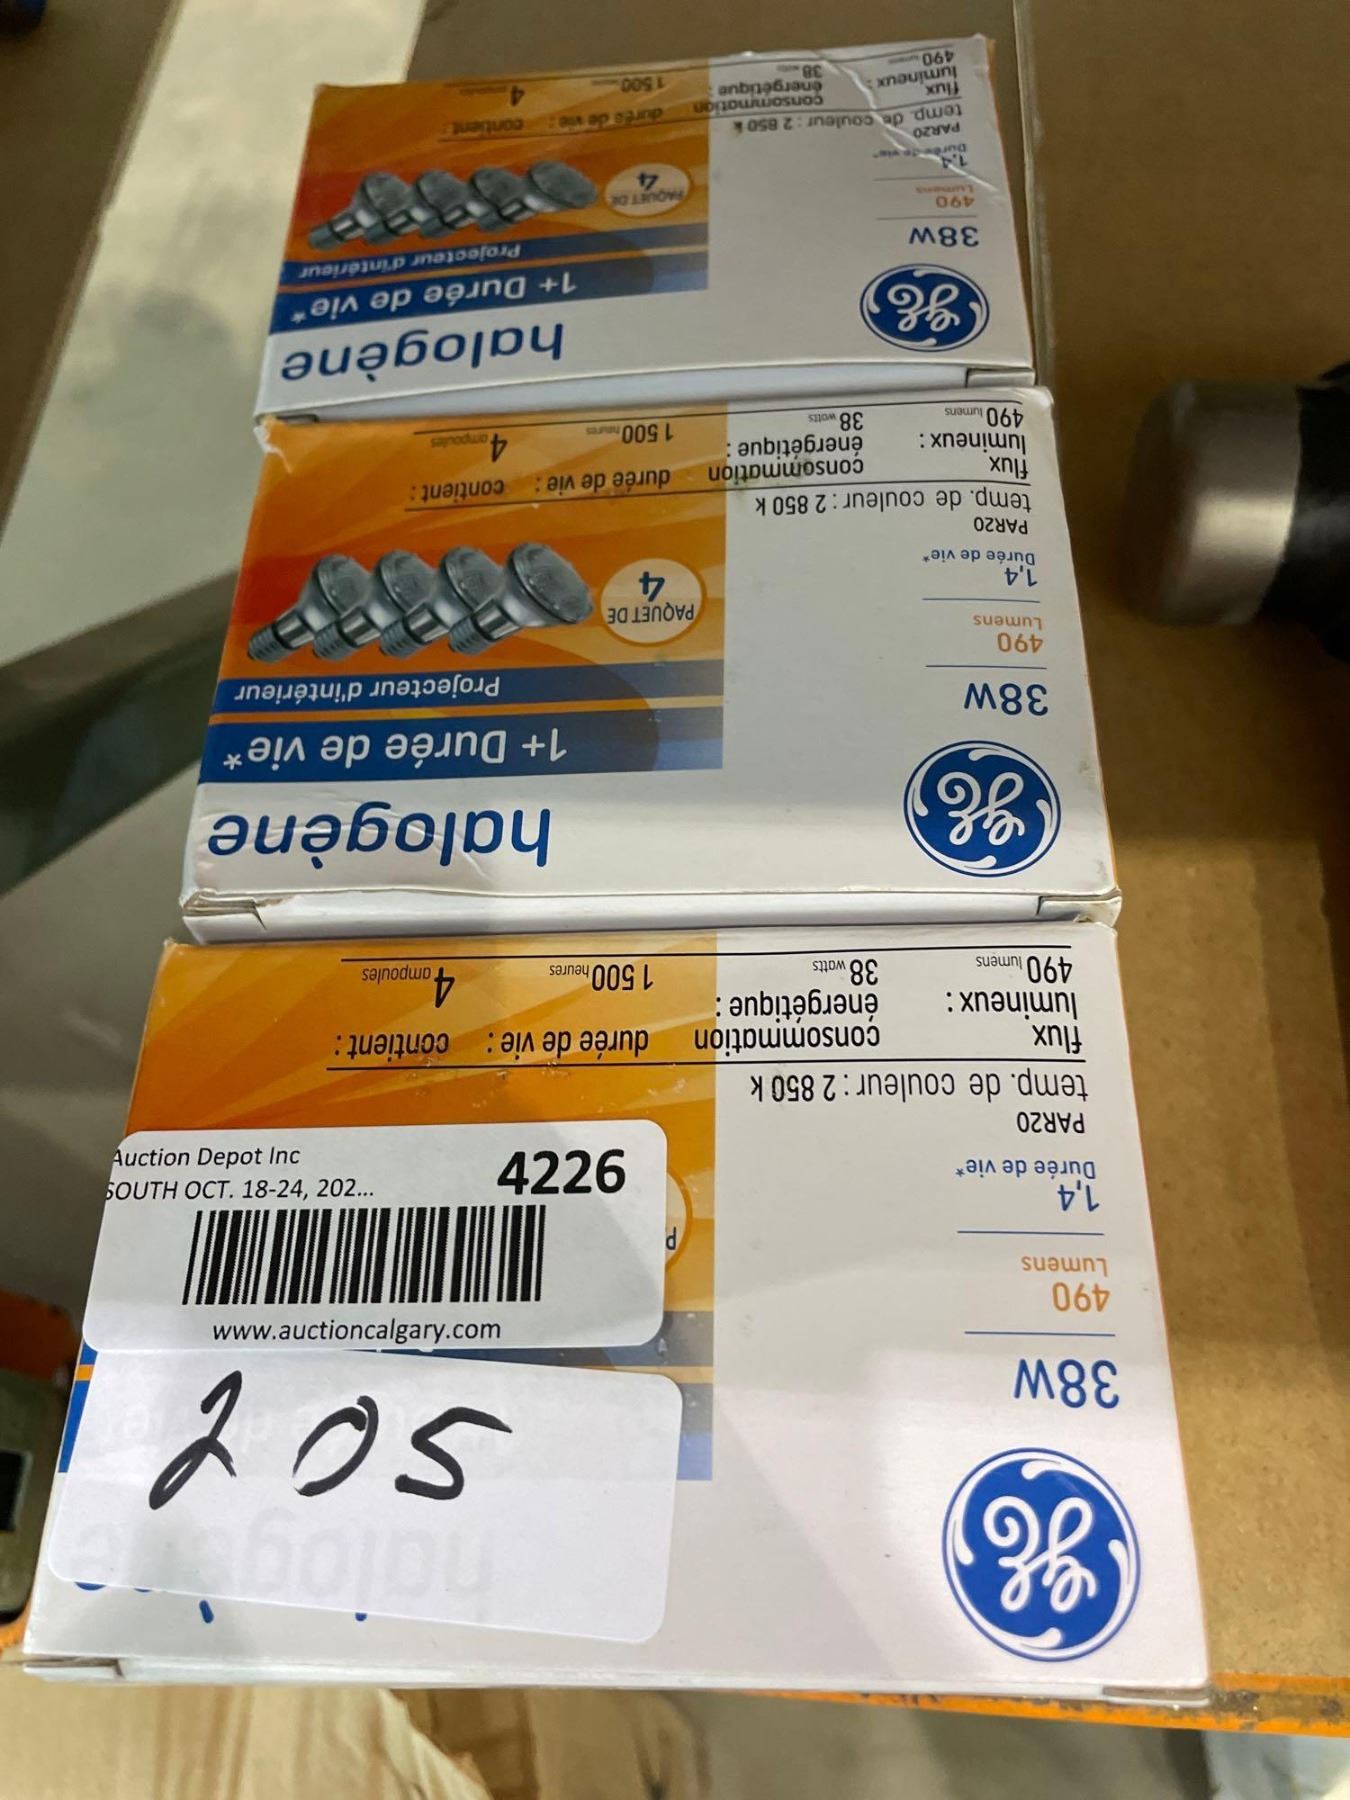 halogène
1+ Durée de vie*
Projecteur d'intérieur
PAQUET DE
4
GE
38W
490
Lumens
1,4
Durée de vie*
PAR20
temp. de couleur : 2 850 k
flux lumineux :
490 lumens
consommation énergétique :
38 watts
durée de vie :
1 500 heures
contient :
4 ampoules
halogène
1+ Durée de vie*
Projecteur d'intérieur
PAQUET DE
4
GE
38W
490
Lumens
1,4
Durée de vie*
PAR20
temp. de couleur : 2 850 k
flux lumineux :
490 lumens
consommation énergétique :
38 watts
durée de vie :
1 500 heures
contient :
4 ampoules
GE
38W
490
Lumens
1,4
Durée de vie*
PAR20
temp. de couleur : 2 850 k
flux lumineux :
490 lumens
consommation énergétique :
38 watts
durée de vie :
1 500 heures
contient :
4 ampoules
Auction Depot Inc
SOUTH OCT. 18-24, 202...
4226
www.auctioncalgary.com
205